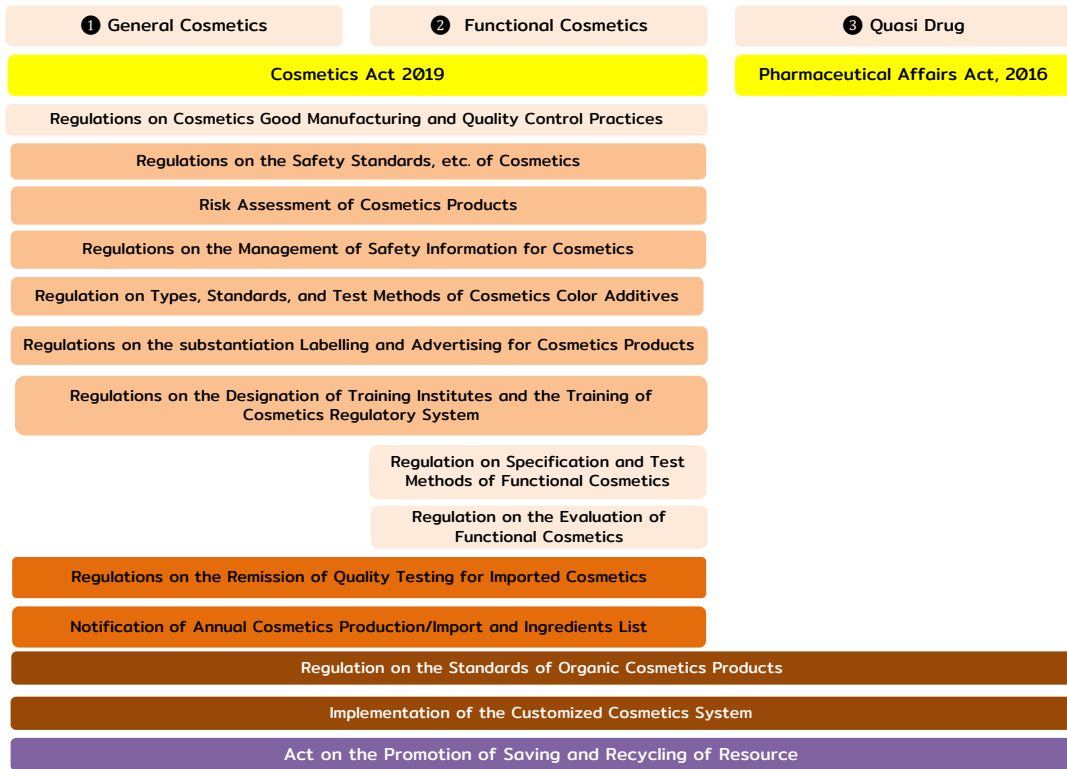 ❶ General Cosmetics
❷ Functional Cosmetics
❸ Quasi Drug
Cosmetics Act 2019
Pharmaceutical Affairs Act, 2016
Regulations on Cosmetics Good Manufacturing and Quality Control Practices
Regulations on the Safety Standards, etc. of Cosmetics
Risk Assessment of Cosmetics Products
Regulations on the Management of Safety Information for Cosmetics
Regulation on Types, Standards, and Test Methods of Cosmetics Color Additives
Regulations on the substantiation Labelling and Advertising for Cosmetics Products
Regulations on the Designation of Training Institutes and the Training of
Cosmetics Regulatory System
Regulation on Specification and Test
Methods of Functional Cosmetics
Regulation on the Evaluation of
Functional Cosmetics
Regulations on the Remission of Quality Testing for Imported Cosmetics
Notification of Annual Cosmetics Production/Import and Ingredients List
Regulation on the Standards of Organic Cosmetics Products
Implementation of the Customized Cosmetics System
Act on the Promotion of Saving and Recycling of Resource